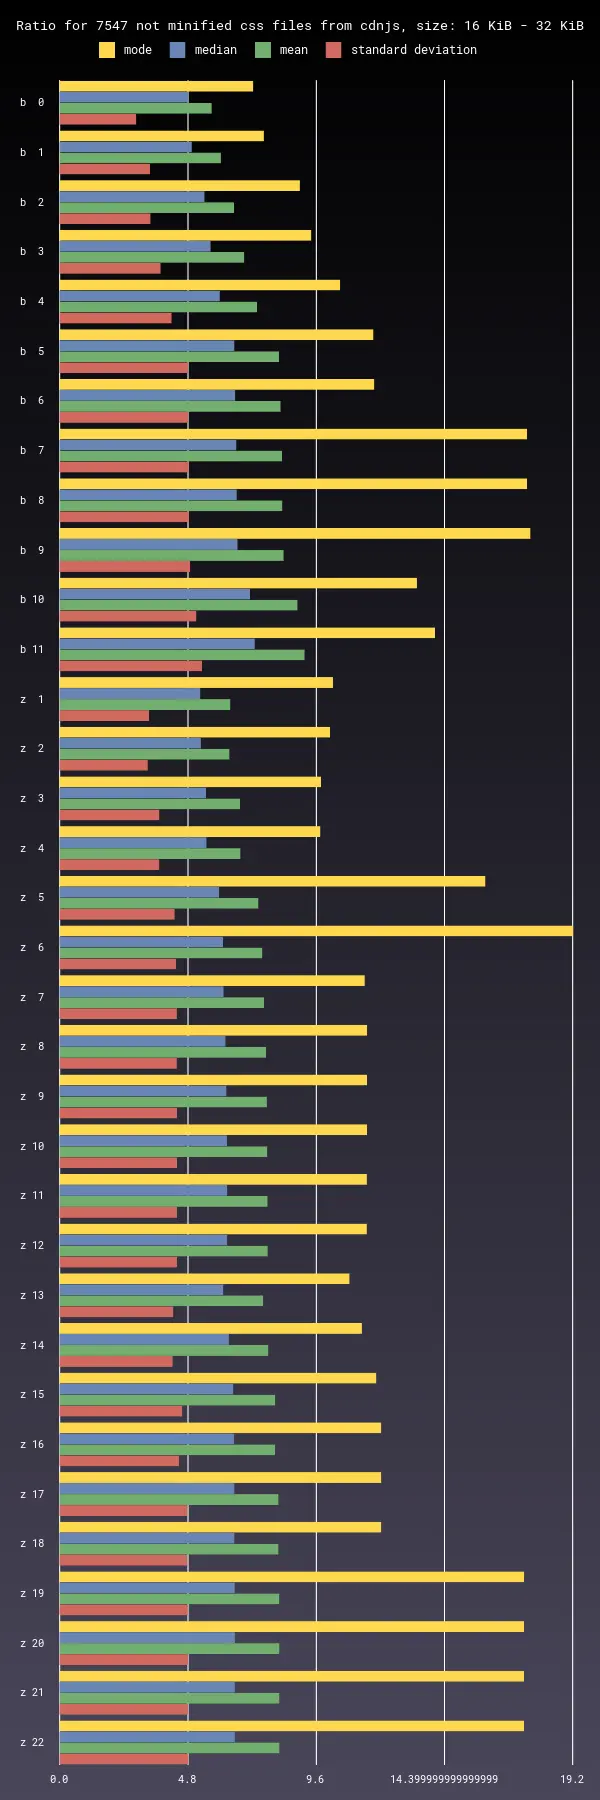 Ratio for 7547 not minified css files from cdnjs, size: 16 KiB - 32 KiB
mode median mean standard deviation
b 0
b 1
b 2
b 3
b 4
b 5
b 6
b 7
b 8
b 9
b 10
b 11
z 1
z 2
z 3
z 4
z 5
z 6
z 7
z 8
z 9
z 10
z 11
z 12
z 13
z 14
z 15
z 16
z 17
z 18
z 19
z 20
z 21
z 22
0.0 4.8 9.6 14.399999999999999 19.2